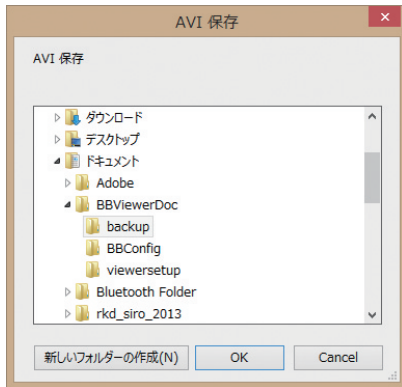 AVI 保存
AVI 保存
ダウンロード
デスクトップ
ドキュメント
Adobe
BBViewerDoc
backup
BBConfig
viewersetup
Bluetooth Folder
rkd_siro_2013
新しいフォルダーの作成(N) OK Cancel